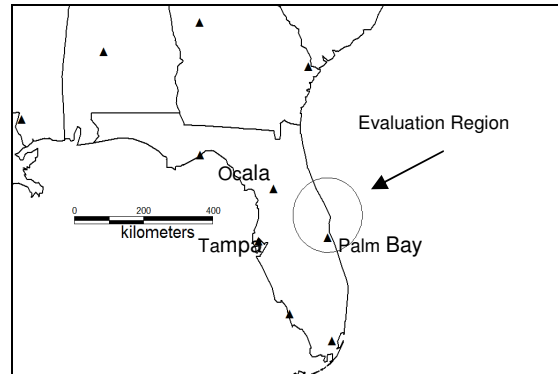 Evaluation Region
Ocala
0 200 400
kilometers
Tampa
Palm Bay